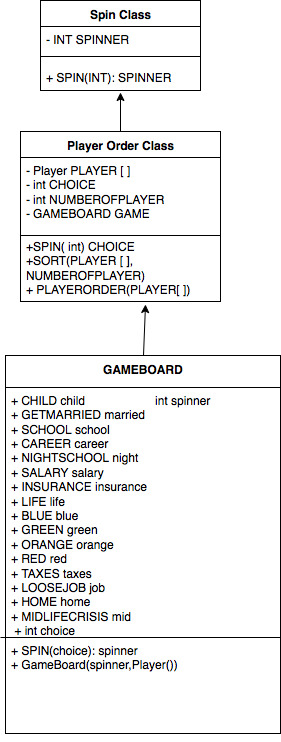 Spin Class
- INT SPINNER
+ SPIN(INT): SPINNER
Player Order Class
- Player PLAYER [ ]
- int CHOICE
- int NUMBEROFPLAYER
- GAMEBOARD GAME
+SPIN( int) CHOICE
+SORT(PLAYER [ ],
NUMBEROFPLAYER)
+ PLAYERORDER(PLAYER[ ])
GAMEBOARD
+ CHILD child int spinner
+ GETMARRIED married
+ SCHOOL school
+ CAREER career
+ NIGHTSCHOOL night
+ SALARY salary
+ INSURANCE insurance
+ LIFE life
+ BLUE blue
+ GREEN green
+ ORANGE orange
+ RED red
+ TAXES taxes
+ LOOSEJOB job
+ HOME home
+ MIDLIFECRISIS mid
+ int choice
+ SPIN(choice): spinner
+ GameBoard(spinner,Player())